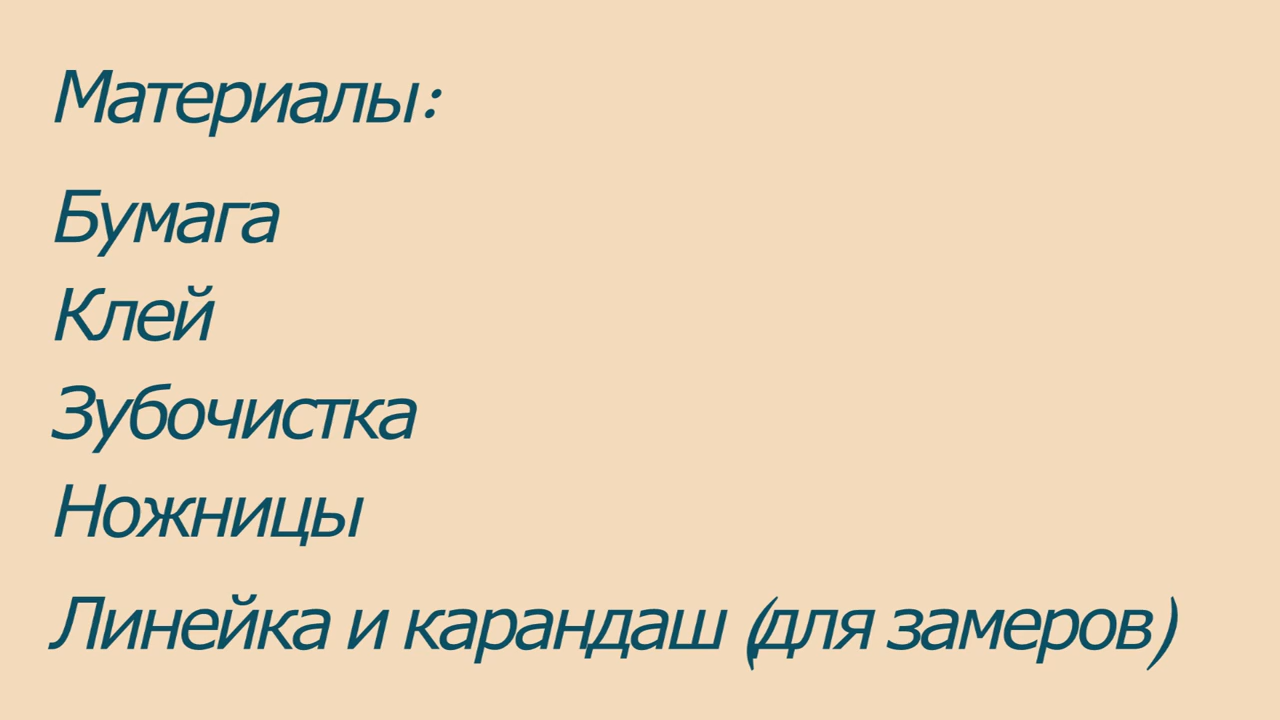 Материалы:
Бумага
Клей
Зубочистка
Ножницы
Линейка и карандаш (для замеров)